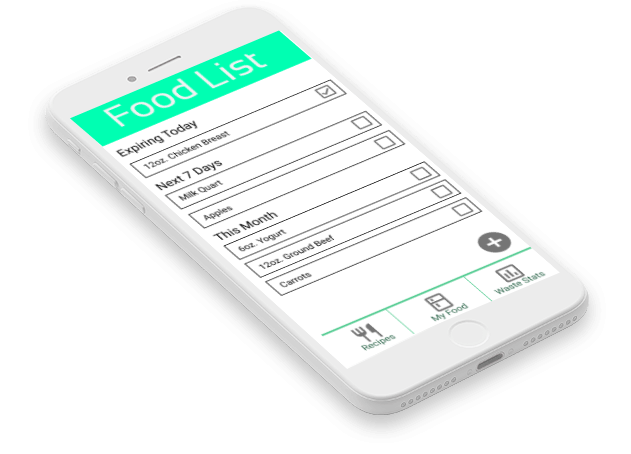 Food List
Expiring Today
12oz. Chicken Breast
Next 7 Days
Milk Quart
Apples
This Month
6oz. Yogurt
12oz. Ground Beef
Carrots
Recipes
My Food
Waste Stats